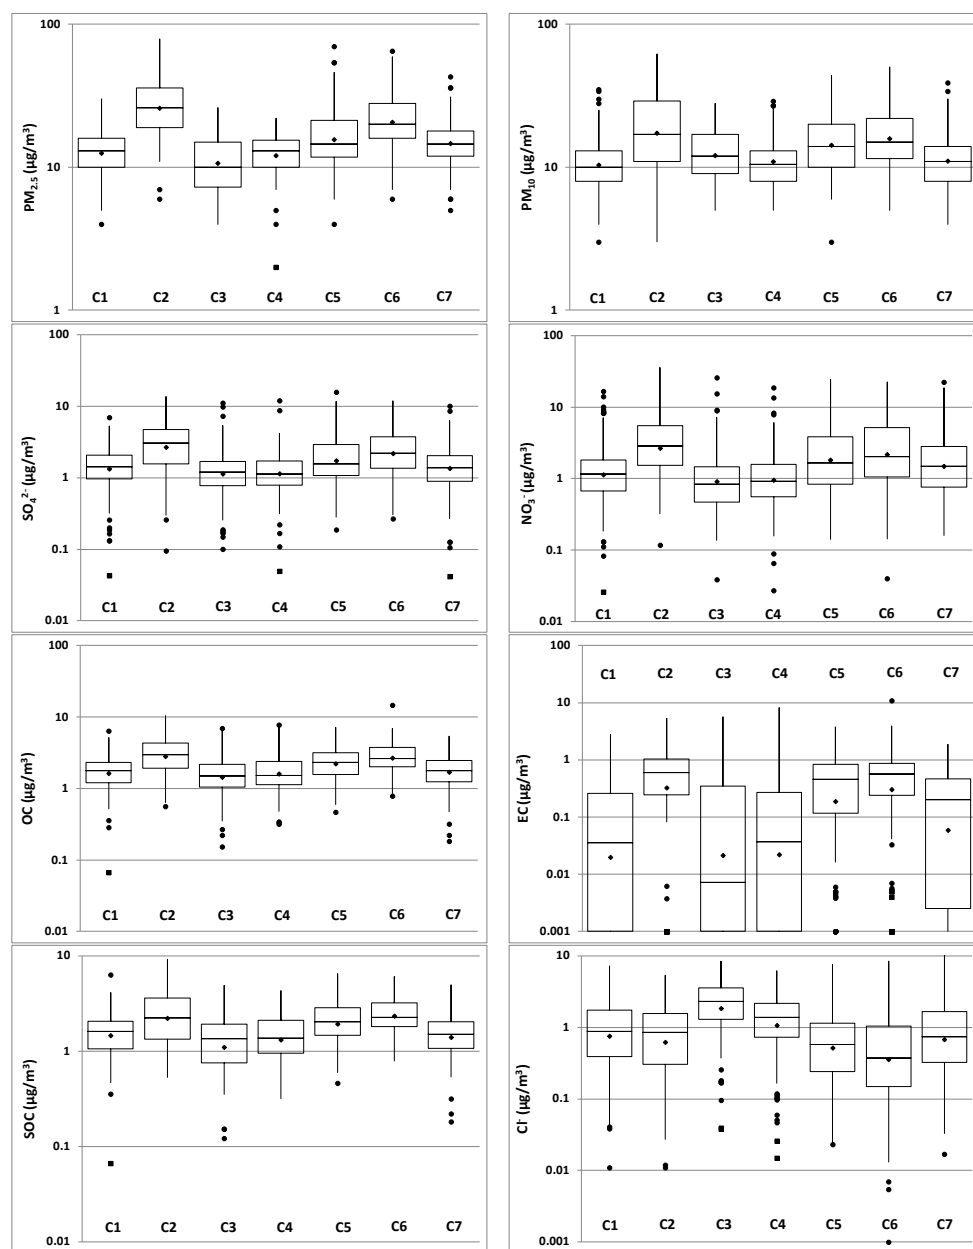 100
10
1
PM2.5 (µg/m³)
C1 C2 C3 C4 C5 C6 C7
100
10
1
PM10 (µg/m³)
C1 C2 C3 C4 C5 C6 C7
100
10
1
0.1
0.01
SO₄²⁻ (µg/m³)
C1 C2 C3 C4 C5 C6 C7
100
10
1
0.1
0.01
NO₃⁻ (µg/m³)
C1 C2 C3 C4 C5 C6 C7
100
10
1
0.1
0.01
OC (µg/m³)
C1 C2 C3 C4 C5 C6 C7
100
10
1
0.1
0.01
0.001
EC (µg/m³)
C1 C2 C3 C4 C5 C6 C7
10
1
0.1
0.01
SOC (µg/m³)
C1 C2 C3 C4 C5 C6 C7
10
1
0.1
0.01
0.001
Cl⁻ (µg/m³)
C1 C2 C3 C4 C5 C6 C7